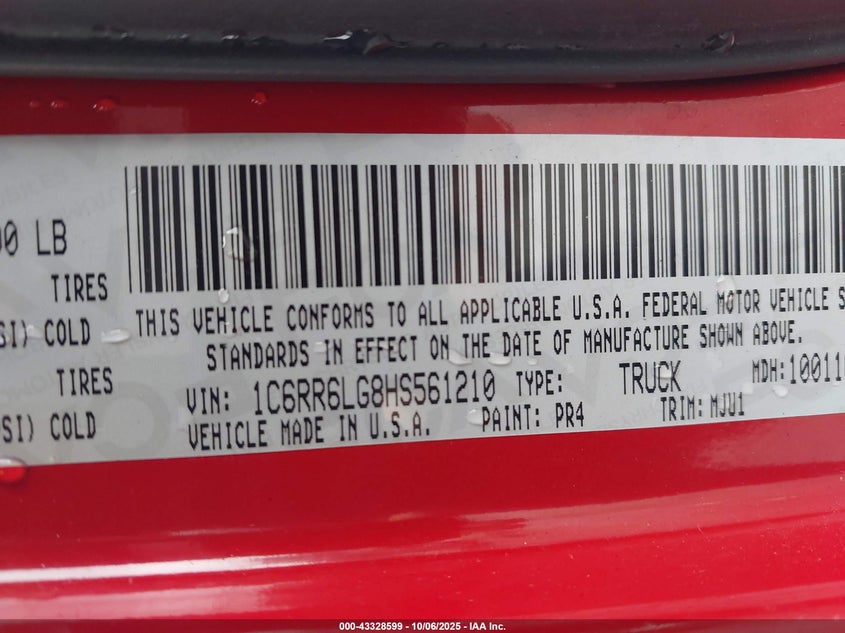 00 LB
TIRES
SI) COLD
TIRES
SI) COLD
THIS VEHICLE CONFORMS TO ALL APPLICABLE U.S.A. FEDERAL MOTOR VEHICLE S
STANDARDS IN EFFECT ON THE DATE OF MANUFACTURE SHOWN ABOVE.
VIN: 1C6RR6LG8HS561210 TYPE: TRUCK MDH:10011
VEHICLE MADE IN U.S.A. PAINT: PR4 TRIM: MJU1
000-43328599 - 10/06/2025 - IAA Inc.